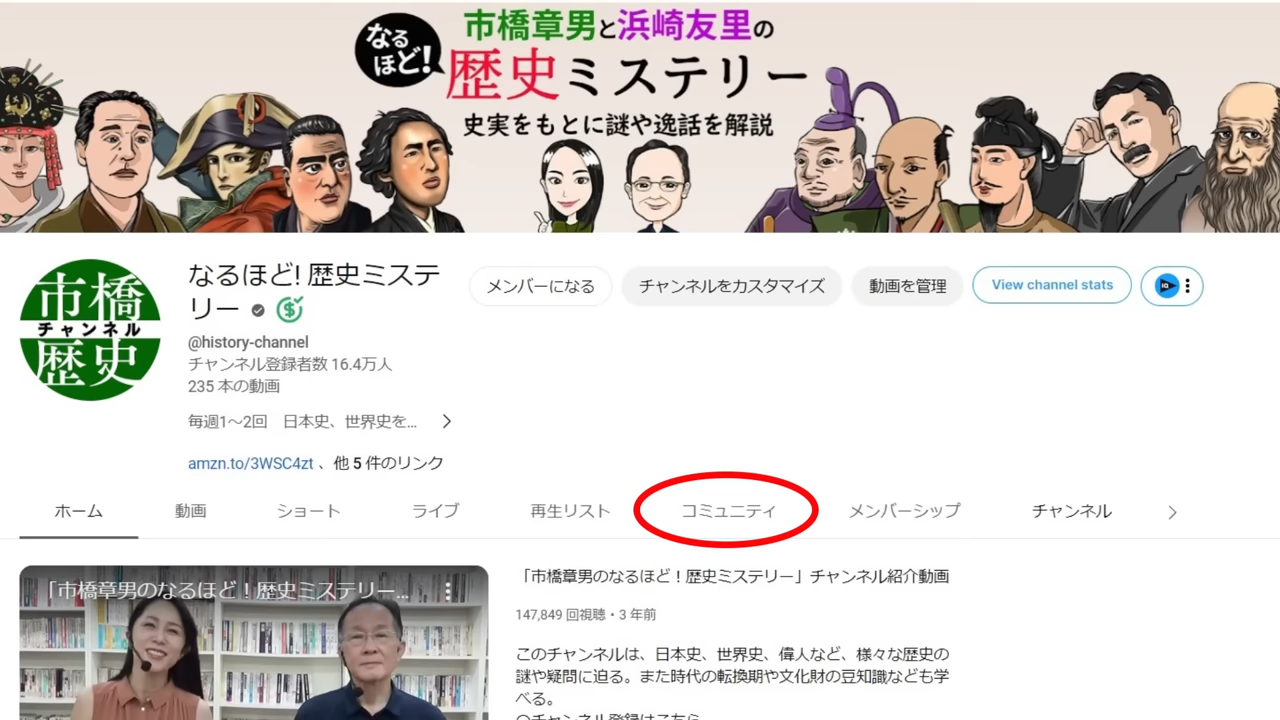 なるほど!
市橋章男と浜崎友里の
歴史ミステリー
史実をもとに謎や逸話を解説
市橋
チャンネル
歴史
なるほど! 歴史ミステ
リー
@history-channel
チャンネル登録者数 16.4万人
235 本の動画
毎週1～2回　日本史、世界史を...
amzn.to/3WSC4zt 、他 5 件のリンク
メンバーになる
チャンネルをカスタマイズ
動画を管理
View channel stats
IQ
ホーム
動画
ショート
ライブ
再生リスト
コミュニティ
メンバーシップ
チャンネル
「市橋章男のなるほど！歴史ミステリー...
「市橋章男のなるほど！歴史ミステリー」チャンネル紹介動画
147,849 回視聴・3 年前
このチャンネルは、日本史、世界史、偉人など、様々な歴史の
謎や疑問に迫る。また時代の転換期や文化財の豆知識なども学
べる。
○チャンネル登録はこちら